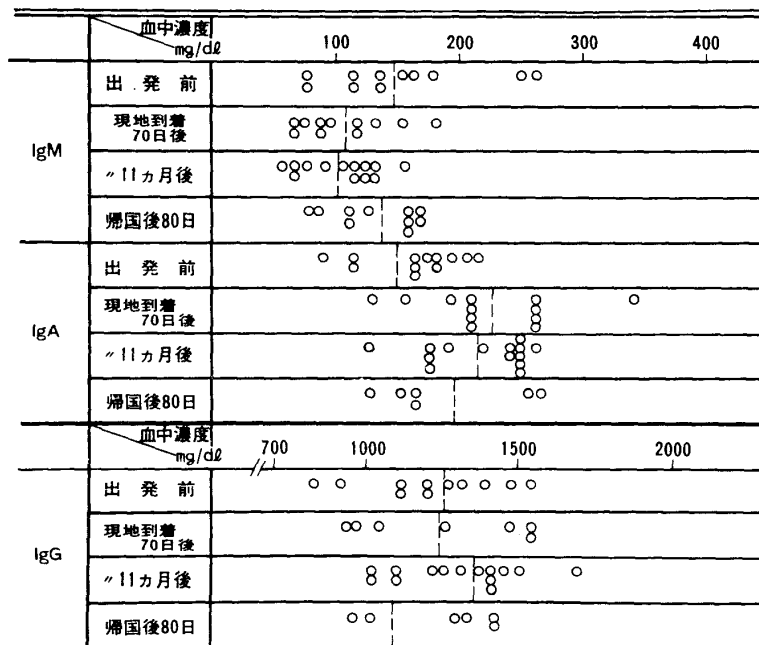 血中濃度
mg/dℓ
100 200 300 400
IgM
出発前
現地到着
70日後
〃11ヵ月後
帰国後80日
IgA
出発前
現地到着
70日後
〃11ヵ月後
帰国後80日
血中濃度
mg/dℓ
700 1000 1500 2000
IgG
出発前
現地到着
70日後
〃11ヵ月後
帰国後80日